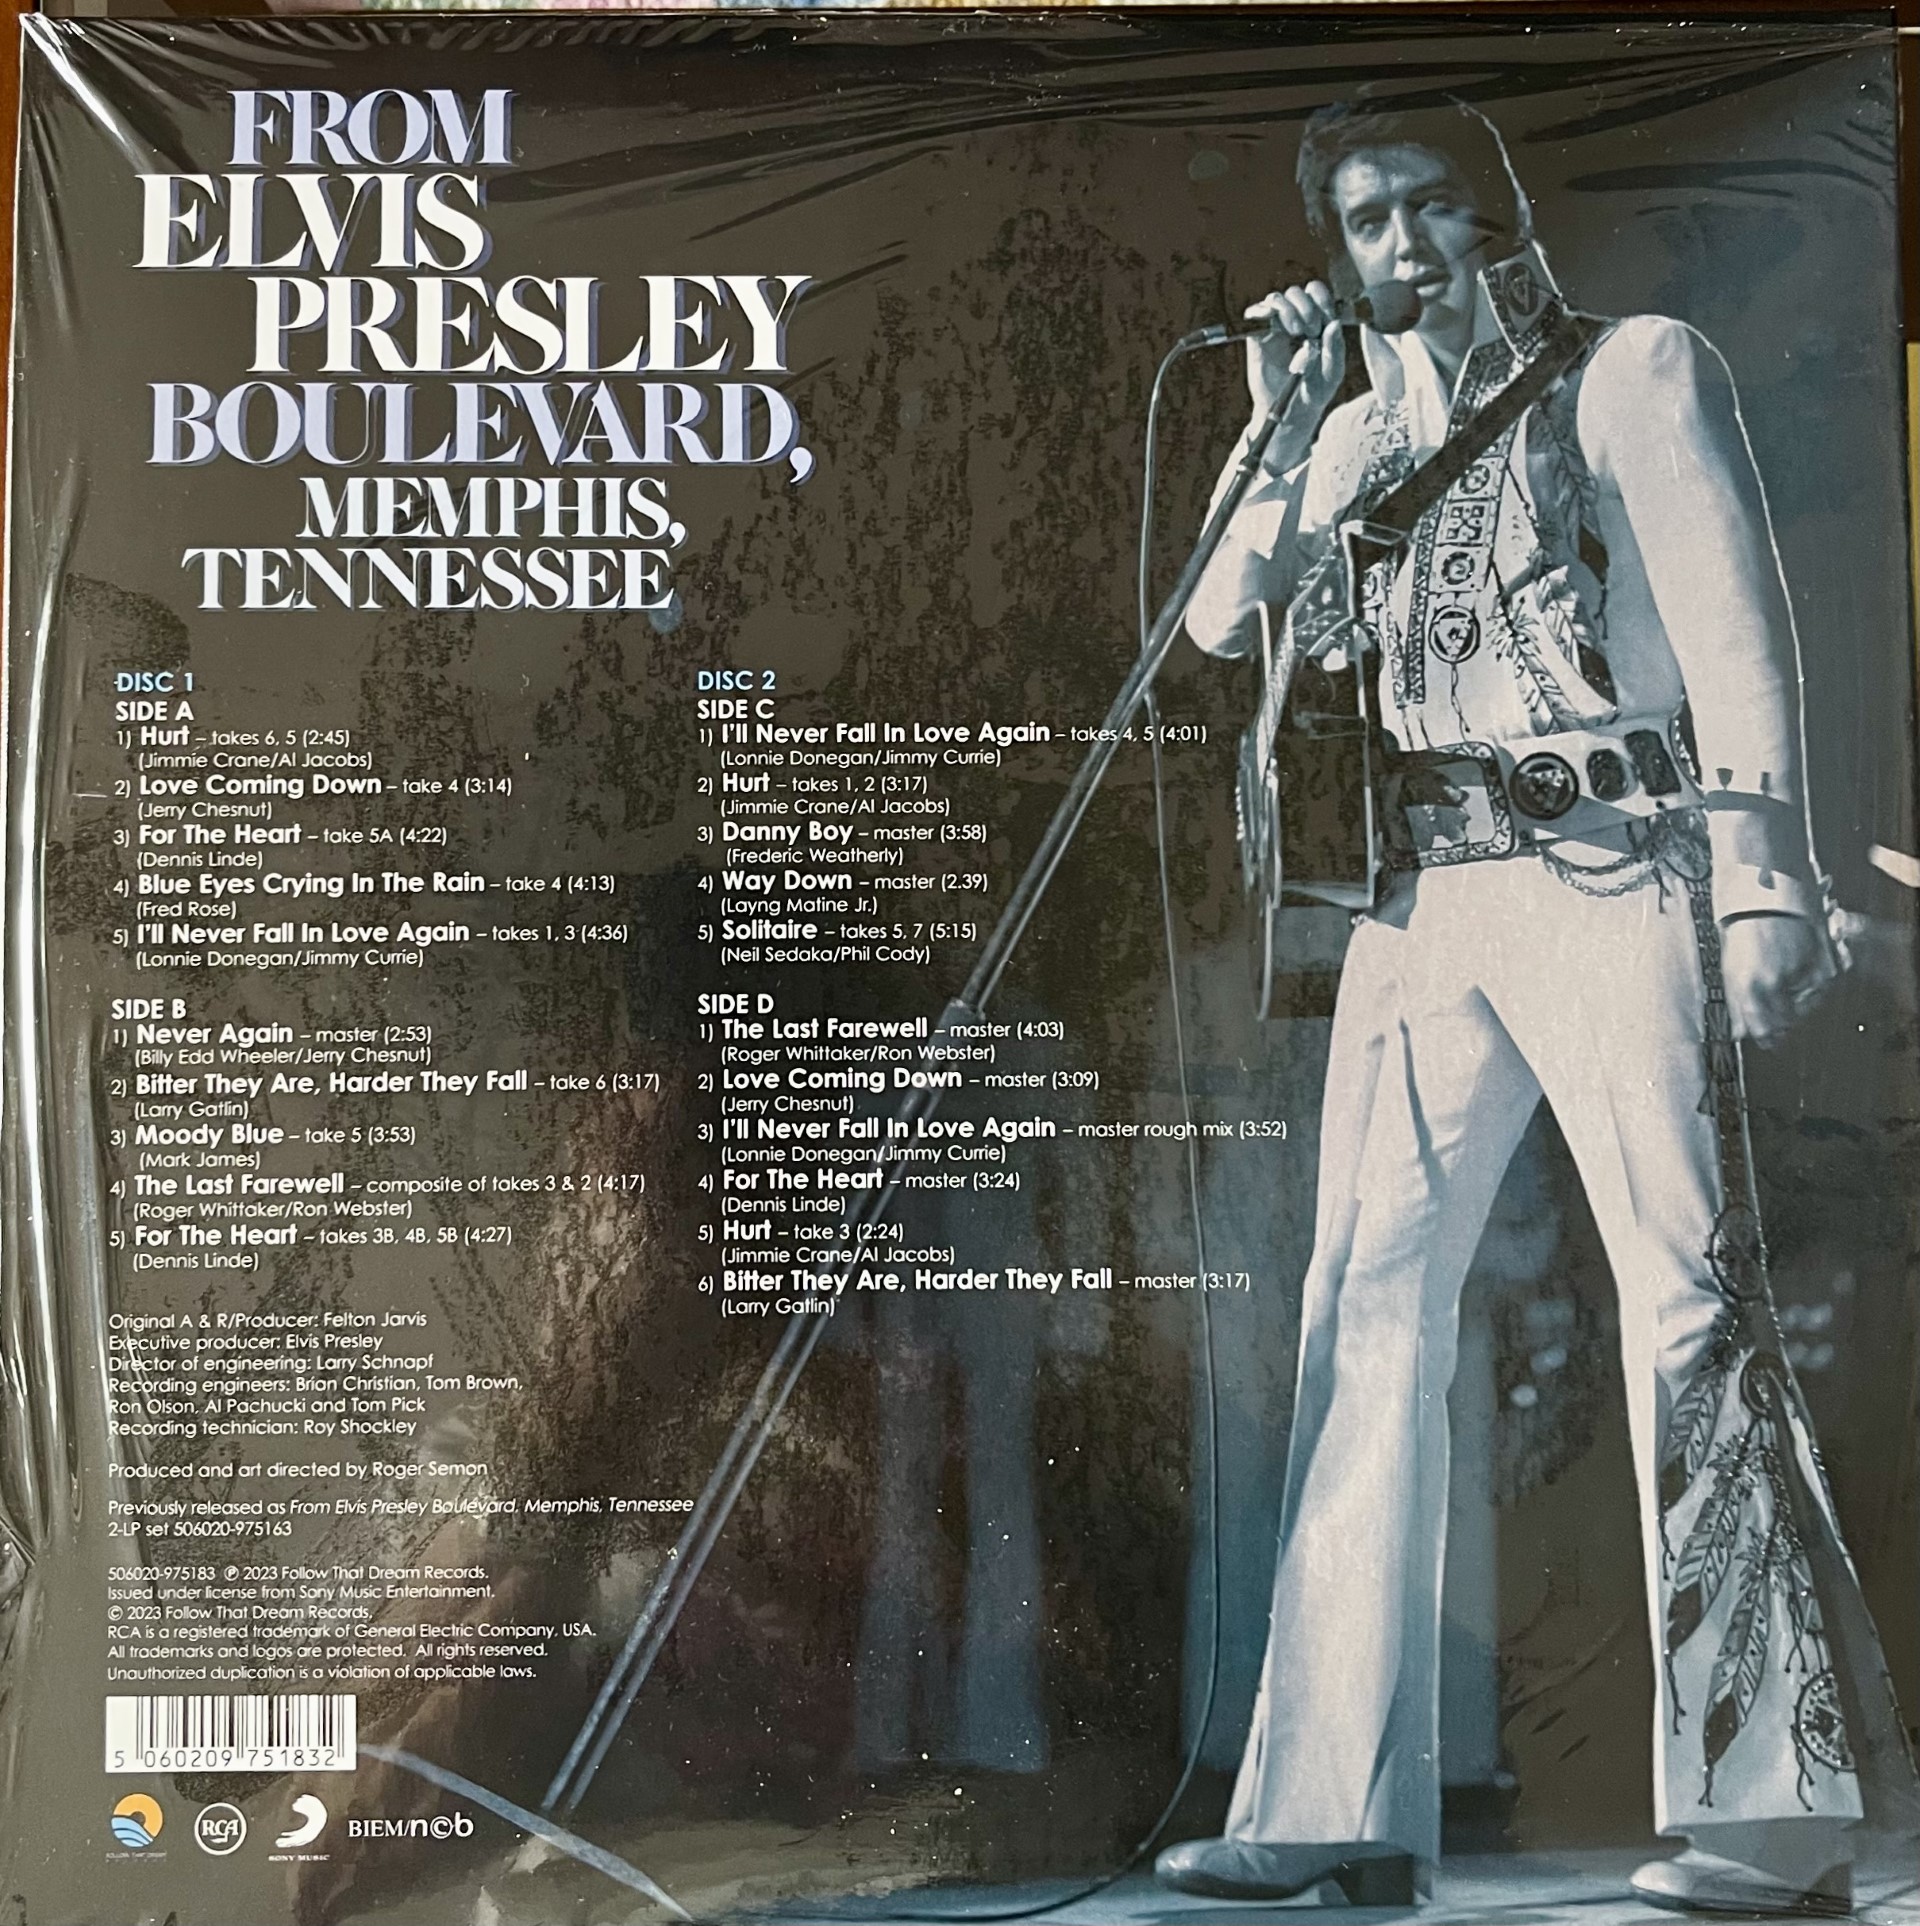 FROM
ELVIS
PRESLEY
BOULEVARD,
MEMPHIS,
TENNESSEE
DISC 1
SIDE A
1) Hurt – takes 6, 5 (2:45)
(Jimmie Crane/Al Jacobs)
2) Love Coming Down – take 4 (3:14)
(Jerry Chesnut)
3) For The Heart – take 5A (4:22)
(Dennis Linde)
4) Blue Eyes Crying In The Rain – take 4 (4:13)
(Fred Rose)
5) I'll Never Fall In Love Again – takes 1, 3 (4:36)
(Lonnie Donegan/Jimmy Currie)
SIDE B
1) Never Again – master (2:53)
(Billy Edd Wheeler/Jerry Chesnut)
2) Bitter They Are, Harder They Fall – take 6 (3:17)
(Larry Gatlin)
3) Moody Blue – take 5 (3:53)
(Mark James)
4) The Last Farewell – composite of takes 3 & 2 (4:17)
(Roger Whittaker/Ron Webster)
5) For The Heart – takes 3B, 4B, 5B (4:27)
(Dennis Linde)
DISC 2
SIDE C
1) I'll Never Fall In Love Again – takes 4, 5 (4:01)
(Lonnie Donegan/Jimmy Currie)
2) Hurt – takes 1, 2 (3:17)
(Jimmie Crane/Al Jacobs)
3) Danny Boy – master (3:58)
(Frederic Weatherly)
4) Way Down – master (2.39)
(Layng Matine Jr.)
5) Solitaire – takes 5, 7 (5:15)
(Neil Sedaka/Phil Cody)
SIDE D
1) The Last Farewell – master (4:03)
(Roger Whittaker/Ron Webster)
2) Love Coming Down – master (3:09)
(Jerry Chesnut)
3) I'll Never Fall In Love Again – master rough mix (3:52)
(Lonnie Donegan/Jimmy Currie)
4) For The Heart – master (3:24)
(Dennis Linde)
5) Hurt – take 3 (2:24)
(Jimmie Crane/Al Jacobs)
6) Bitter They Are, Harder They Fall – master (3:17)
(Larry Gatlin)
Original A & R/Producer: Felton Jarvis
Executive producer: Elvis Presley
Director of engineering: Larry Schnapf
Recording engineers: Brian Christian, Tom Brown,
Ron Olson, Al Pachucki and Tom Pick
Recording technician: Roy Shockley
Produced and art directed by Roger Semon
Previously released as From Elvis Presley Boulevard, Memphis, Tennessee
2-LP set 506020-975163
506020-975183 ℗ 2023 Follow That Dream Records.
Issued under license from Sony Music Entertainment.
© 2023 Follow That Dream Records,
RCA is a registered trademark of General Electric Company, USA.
All trademarks and logos are protected. All rights reserved.
Unauthorized duplication is a violation of applicable laws.
5 060209 751832
RCA BIEM/n©b
FOLLOW THAT DREAM SONY MUSIC